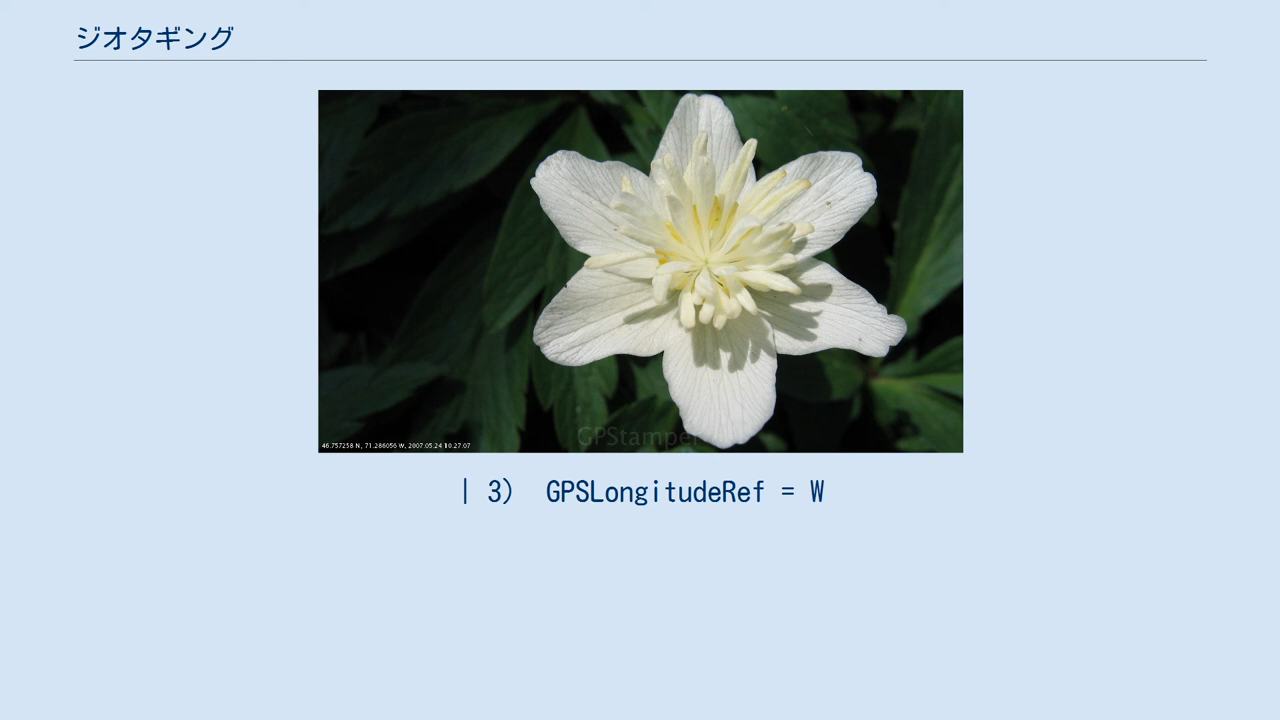 ジオタギング
46.757258 N, 71.286056 W, 2007.05.24 10.27.07
GPStamper
| 3)  GPSLongitudeRef = W